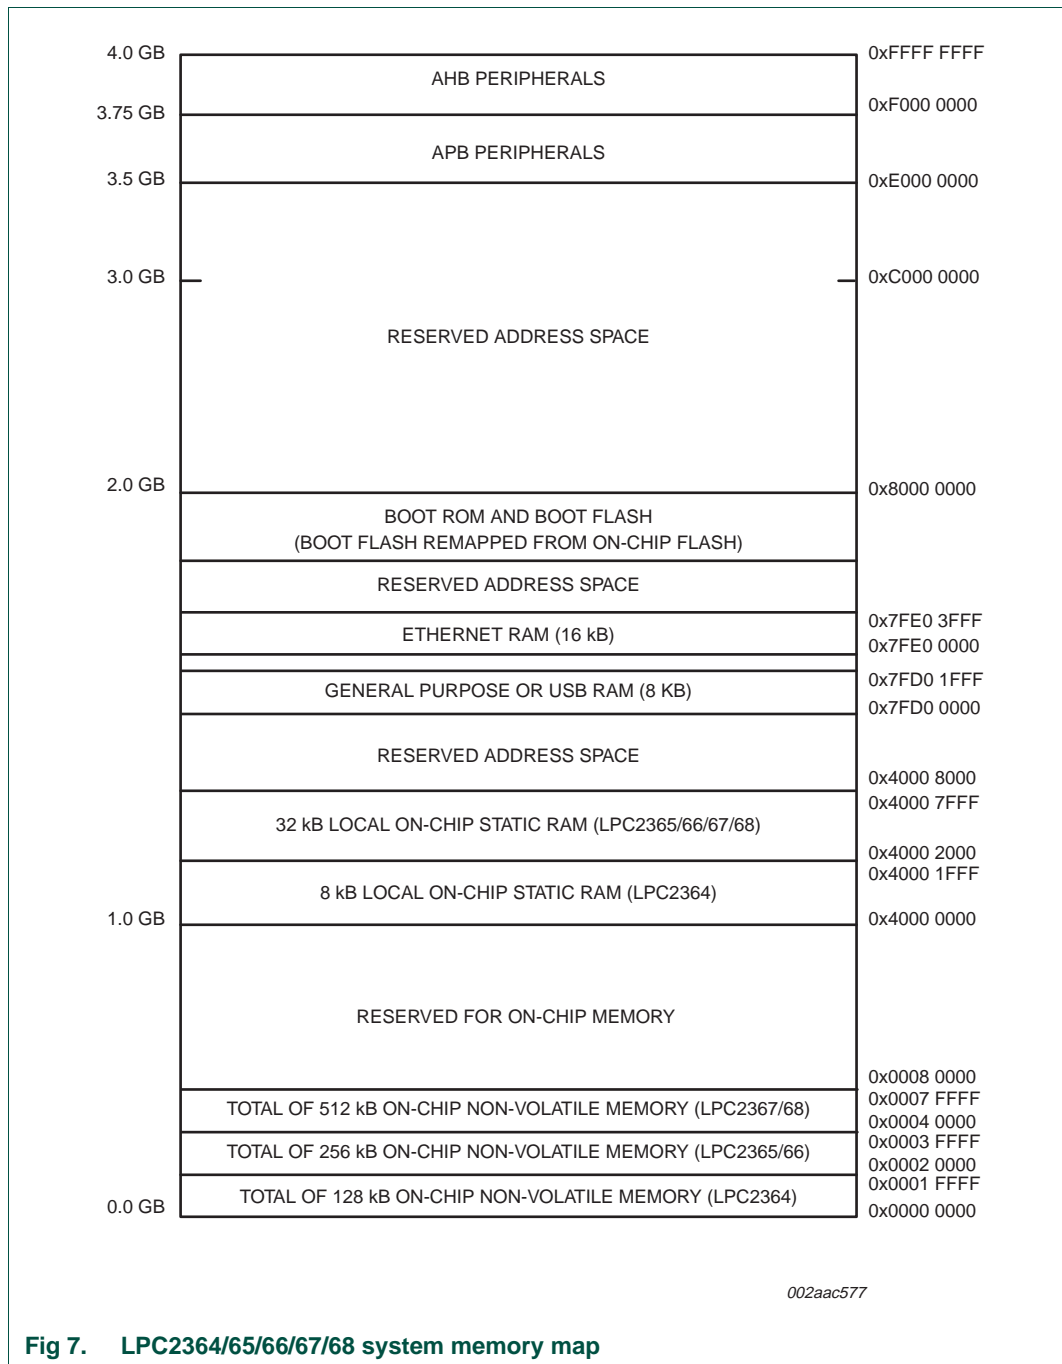 4.0 GB
0xFFFF FFFF
AHB PERIPHERALS
3.75 GB
0xF000 0000
APB PERIPHERALS
3.5 GB
0xE000 0000
3.0 GB
0xC000 0000
RESERVED ADDRESS SPACE
2.0 GB
0x8000 0000
BOOT ROM AND BOOT FLASH
(BOOT FLASH REMAPPED FROM ON-CHIP FLASH)
RESERVED ADDRESS SPACE
0x7FE0 3FFF
ETHERNET RAM (16 kB)
0x7FE0 0000
0x7FD0 1FFF
GENERAL PURPOSE OR USB RAM (8 KB)
0x7FD0 0000
RESERVED ADDRESS SPACE
0x4000 8000
0x4000 7FFF
32 kB LOCAL ON-CHIP STATIC RAM (LPC2365/66/67/68)
0x4000 2000
0x4000 1FFF
8 kB LOCAL ON-CHIP STATIC RAM (LPC2364)
1.0 GB
0x4000 0000
RESERVED FOR ON-CHIP MEMORY
0x0008 0000
0x0007 FFFF
TOTAL OF 512 kB ON-CHIP NON-VOLATILE MEMORY (LPC2367/68)
0x0004 0000
0x0003 FFFF
TOTAL OF 256 kB ON-CHIP NON-VOLATILE MEMORY (LPC2365/66)
0x0002 0000
0x0001 FFFF
TOTAL OF 128 kB ON-CHIP NON-VOLATILE MEMORY (LPC2364)
0.0 GB
0x0000 0000
002aac577
Fig 7. LPC2364/65/66/67/68 system memory map